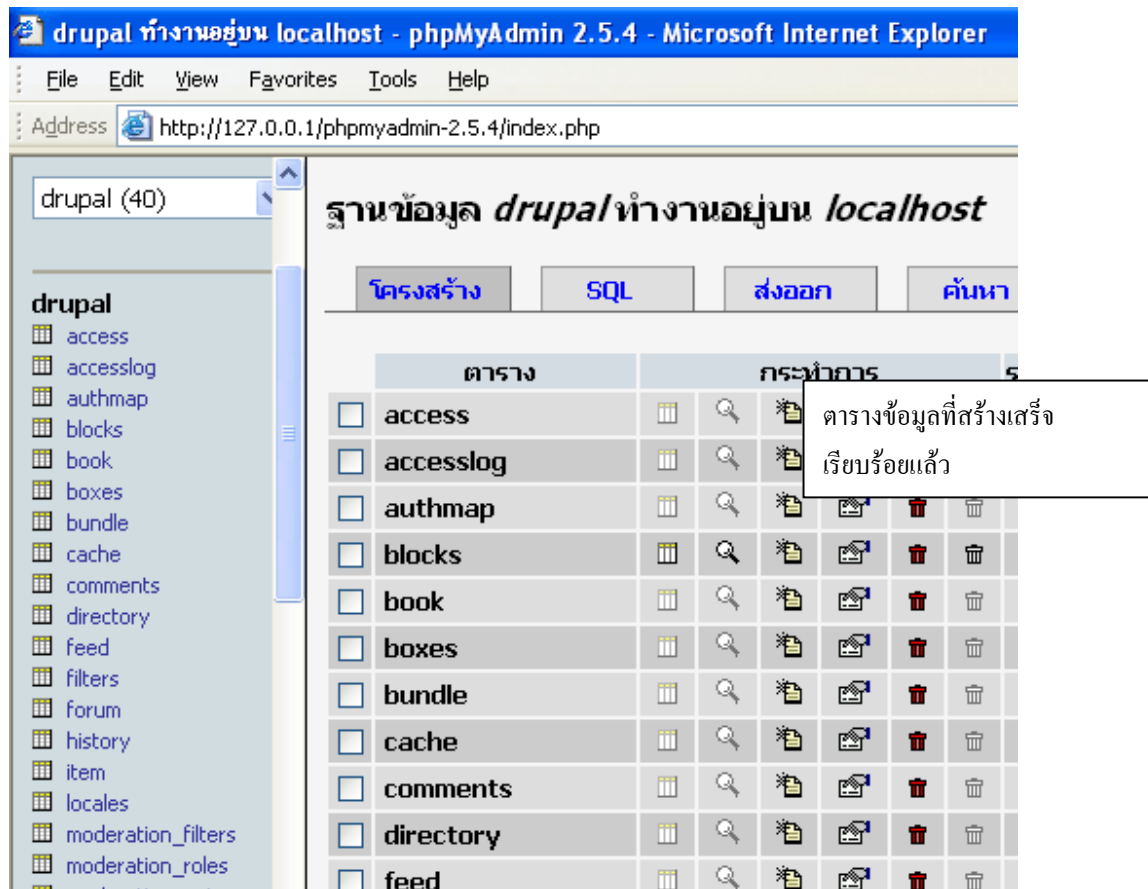 drupal ทำงานอยู่บน localhost - phpMyAdmin 2.5.4 - Microsoft Internet Explorer
File Edit View Favorites Tools Help
Address http://127.0.0.1/phpmyadmin-2.5.4/index.php
drupal (40)
drupal
access
accesslog
authmap
blocks
book
boxes
bundle
cache
comments
directory
feed
filters
forum
history
item
locales
moderation_filters
moderation_roles
ฐานข้อมูล drupal ทำงานอยู่บน localhost
โครงสร้าง SQL ส่งออก ค้นหา
ตาราง กระทำการ
ตารางข้อมูลที่สร้างเสร็จ
เรียบร้อยแล้ว
access
accesslog
authmap
blocks
book
boxes
bundle
cache
comments
directory
feed